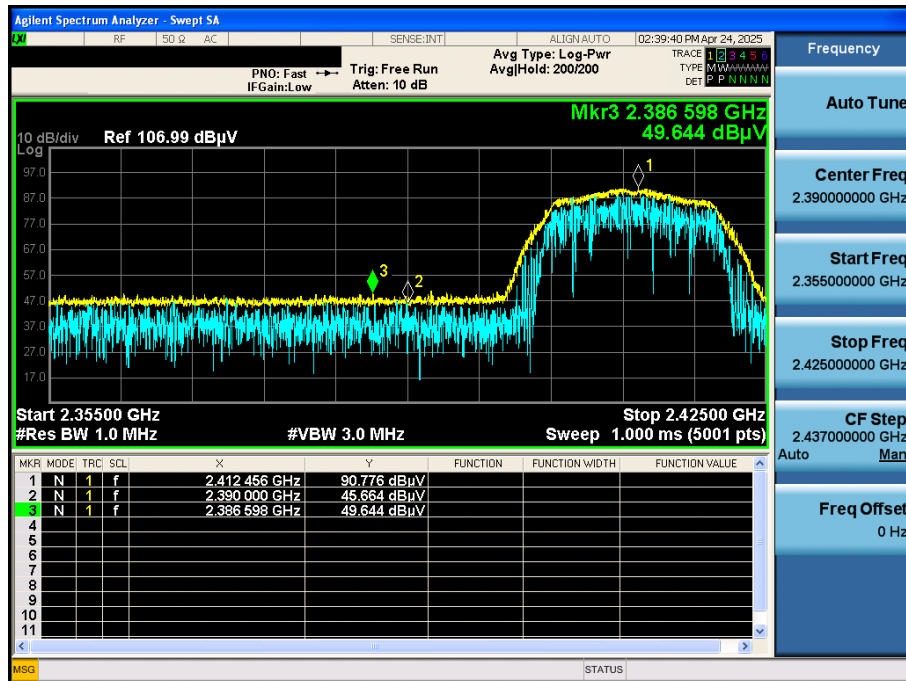 Agilent Spectrum Analyzer - Swept SA
LXI RF 50 Ω AC SENSE:INT ALIGN AUTO 02:39:40 PM Apr 24, 2025
Frequency
PNO: Fast Trig: Free Run Avg Type: Log-Pwr TRACE 1 2 3 4 5 6
IFGain:Low Atten: 10 dB Avg|Hold: 200/200 TYPE M W
DET P P N N N N
Auto Tune
Mkr3 2.386 598 GHz
49.644 dBµV
10 dB/div Ref 106.99 dBµV
Log
97.0
87.0
77.0
67.0
57.0
47.0
37.0
27.0
17.0
1
2
3
Center Freq
2.390000000 GHz
Start Freq
2.355000000 GHz
Stop Freq
2.425000000 GHz
CF Step
2.437000000 GHz
Auto Man
Freq Offset
0 Hz
Start 2.35500 GHz Stop 2.42500 GHz
#Res BW 1.0 MHz #VBW 3.0 MHz Sweep 1.000 ms (5001 pts)
MKR MODE TRC SCL X Y FUNCTION FUNCTION WIDTH FUNCTION VALUE
1 N 1 f 2.412 456 GHz 90.776 dBµV
2 N 1 f 2.390 000 GHz 45.664 dBµV
3 N 1 f 2.386 598 GHz 49.644 dBµV
4
5
6
7
8
9
10
11
MSG STATUS